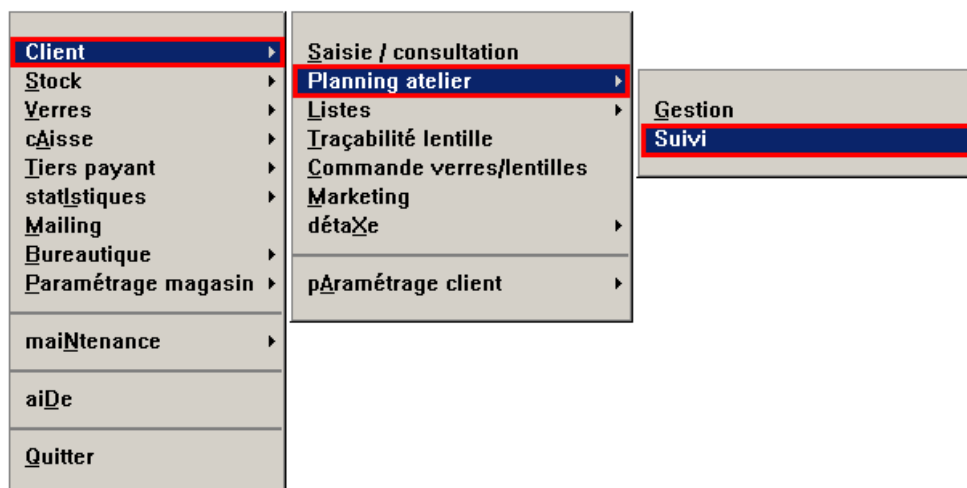 Client
Stock
Verres
cAisse
Tiers payant
statIstiques
Mailing
Bureautique
Paramétrage magasin
maiNtenance
aiDe
Quitter
Saisie / consultation
Planning atelier
Listes
Traçabilité lentille
Commande verres/lentilles
Marketing
détaXe
pAramétrage client
Gestion
Suivi